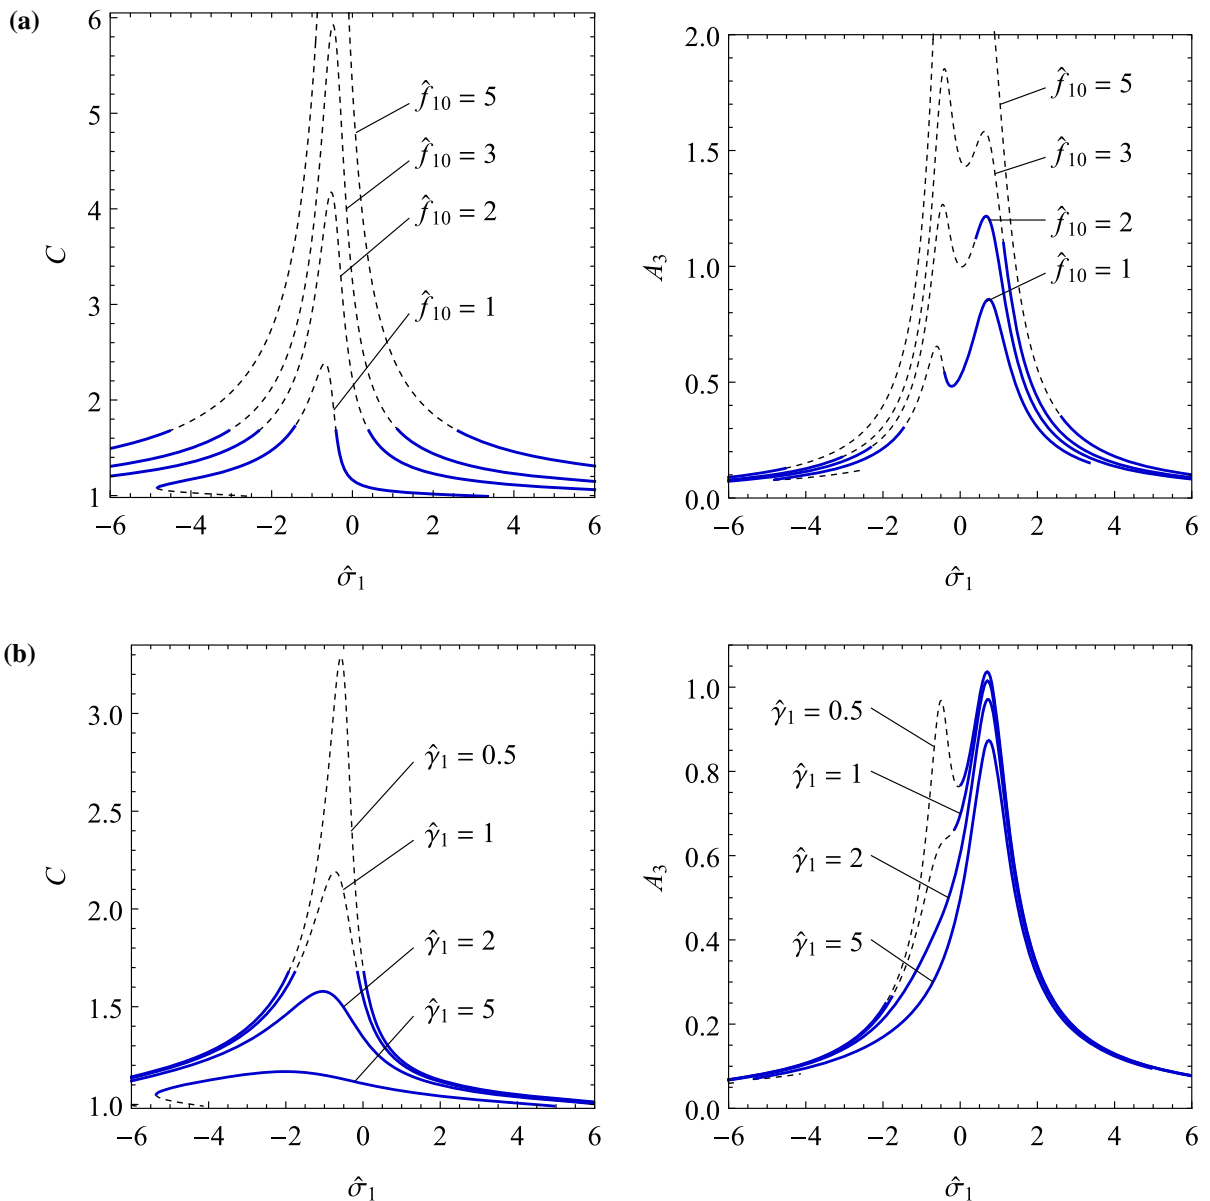 (a)
C
6
5
4
3
2
1
f̂₁₀ = 5
f̂₁₀ = 3
f̂₁₀ = 2
f̂₁₀ = 1
−6 −4 −2 0 2 4 6
σ̂₁
A₃
2.0
1.5
1.0
0.5
0.0
f̂₁₀ = 5
f̂₁₀ = 3
f̂₁₀ = 2
f̂₁₀ = 1
−6 −4 −2 0 2 4 6
σ̂₁
(b)
C
3.0
2.5
2.0
1.5
1.0
γ̂₁ = 0.5
γ̂₁ = 1
γ̂₁ = 2
γ̂₁ = 5
−6 −4 −2 0 2 4 6
σ̂₁
A₃
1.0
0.8
0.6
0.4
0.2
0.0
γ̂₁ = 0.5
γ̂₁ = 1
γ̂₁ = 2
γ̂₁ = 5
−6 −4 −2 0 2 4 6
σ̂₁